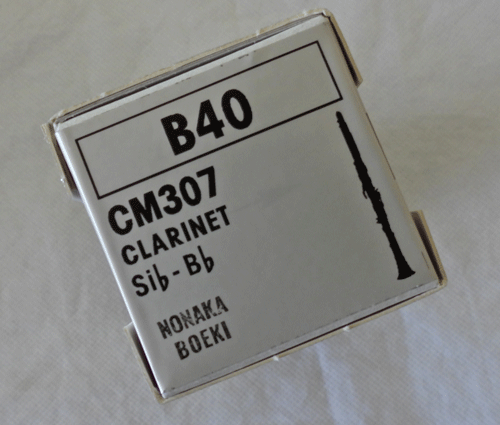 B40
CM307
CLARINET
Si♭-B♭
NONAKA
BOEKI